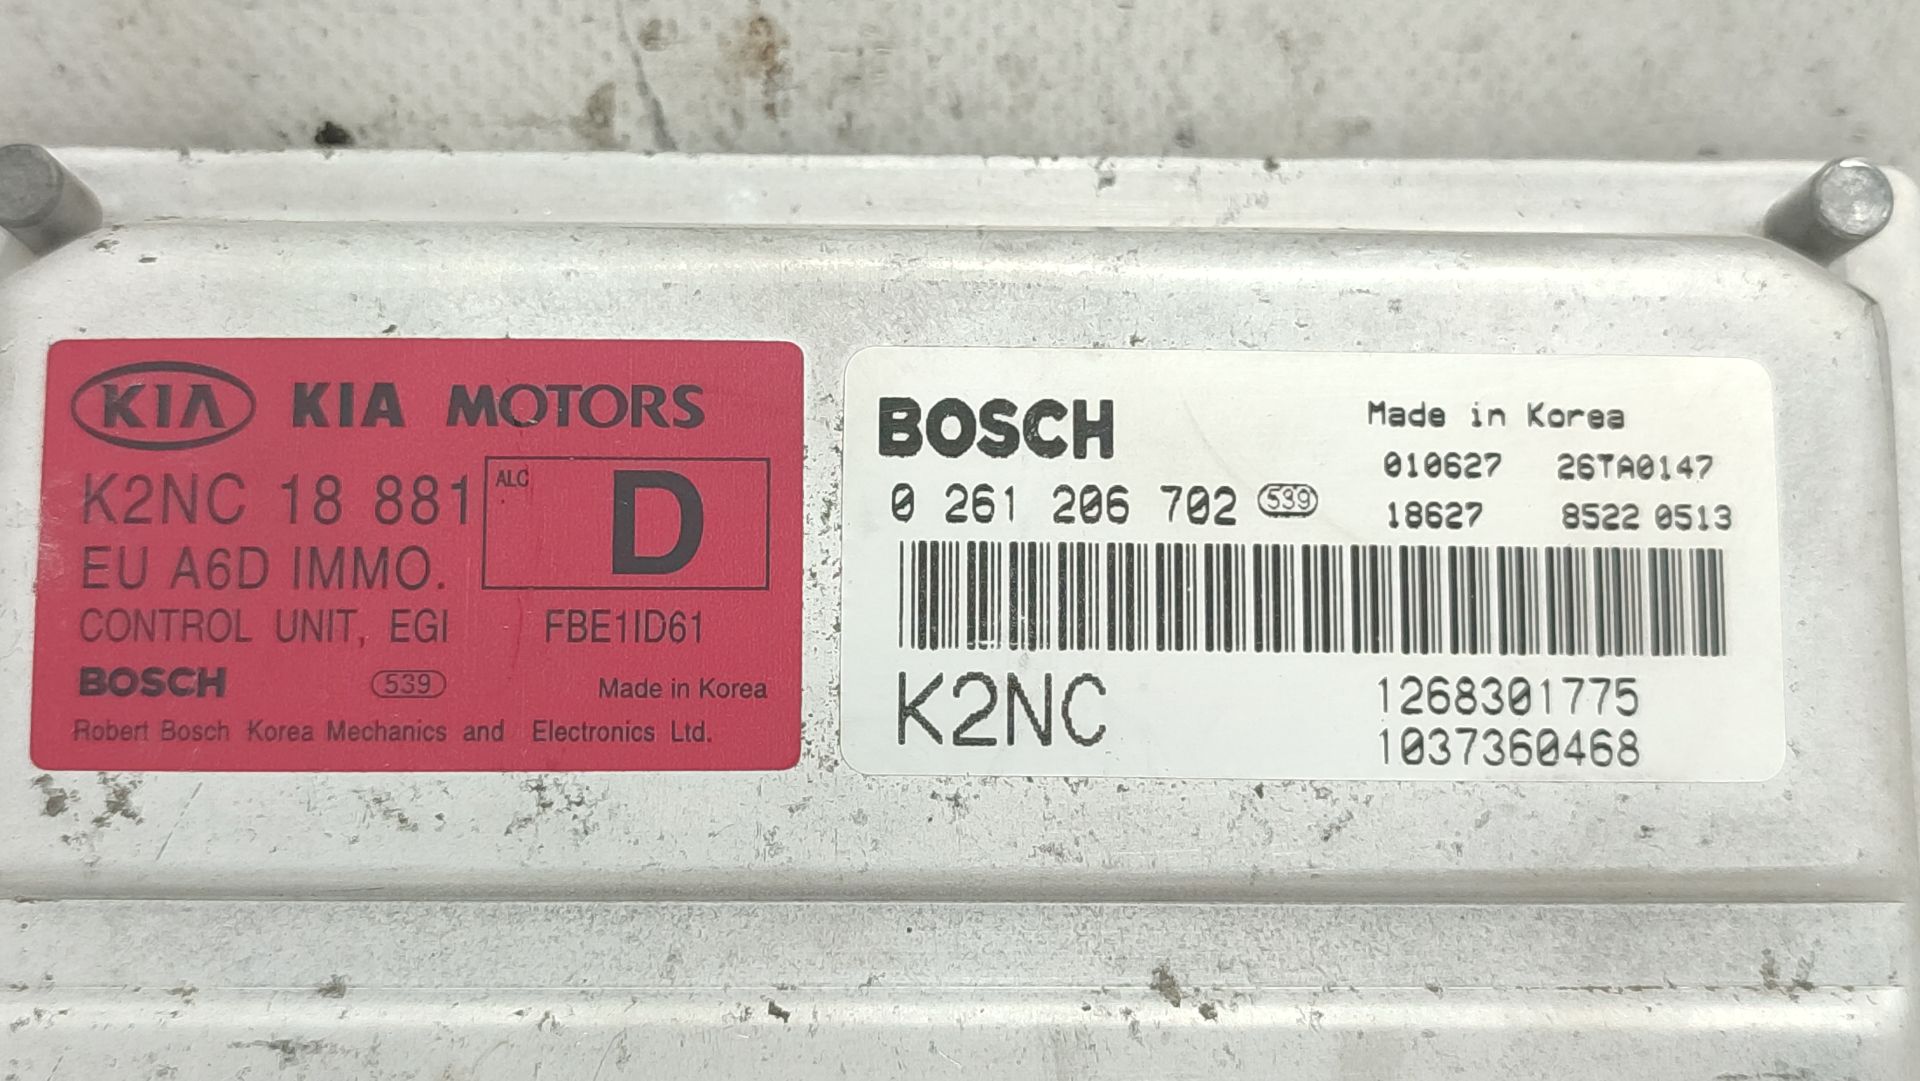 KIA KIA MOTORS
K2NC 18 881
ALC
D
EU A6D IMMO.
CONTROL UNIT, EGI FBE1ID61
BOSCH 539 Made in Korea
Robert Bosch Korea Mechanics and Electronics Ltd.
BOSCH Made in Korea
010627 26TA0147
0 261 206 702 539 18627 8522 0513
K2NC 1268301775
1037360468